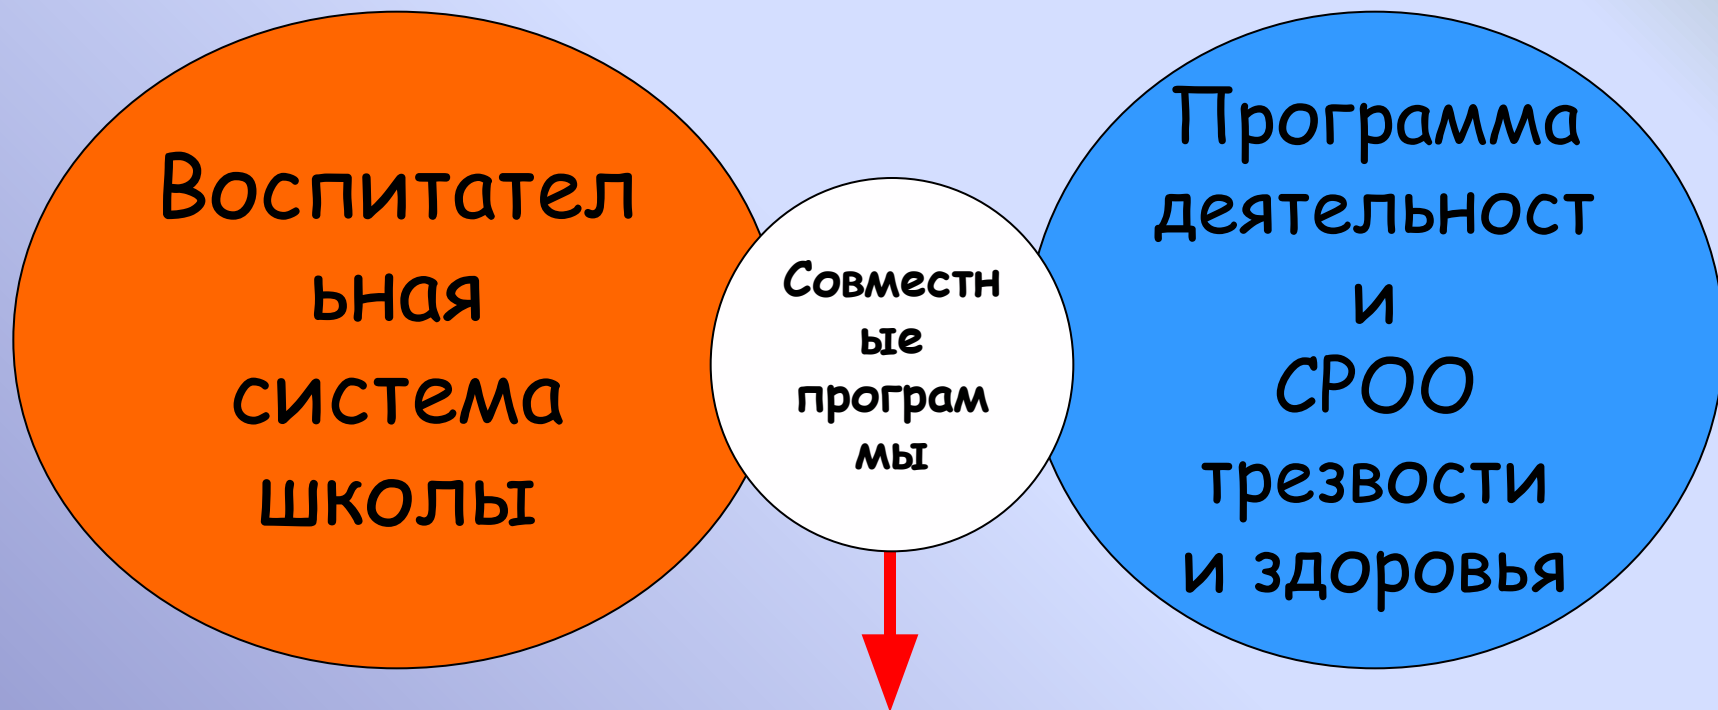 Воспитател
ьная
система
школы
Совместн
ые
програм
мы
Программа
деятельност
и
СРОО
трезвости
и здоровья